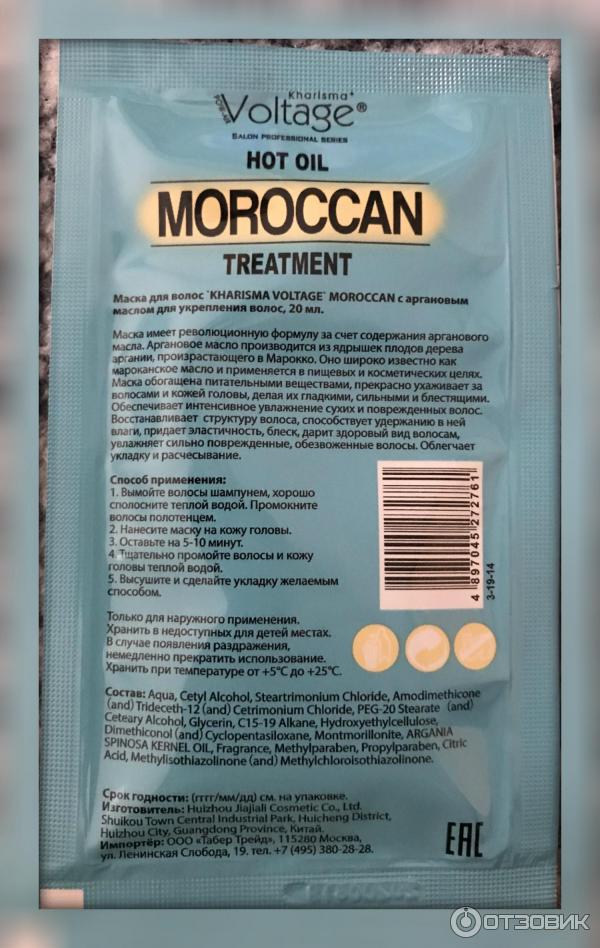 Kharisma+
POWER
Voltage®
SALON PROFESSIONAL SERIES
HOT OIL
MOROCCAN
TREATMENT
Маска для волос "KHARISMA VOLTAGE" MOROCCAN с аргановым
маслом для укрепления волос, 20 мл.
Маска имеет революционную формулу за счет содержания арганового
масла. Аргановое масло производится из ядрышек плодов дерева
аргании, произрастающего в Марокко. Оно широко известно как
мароканское масло и применяется в пищевых и косметических целях.
Маска обогащена питательными веществами, прекрасно ухаживает за
волосами и кожей головы, делая их гладкими, сильными и блестящими.
Обеспечивает интенсивное увлажнение сухих и поврежденных волос.
Восстанавливает структуру волоса, способствует удержанию в ней
влаги, придает эластичность, блеск, дарит здоровый вид волосам,
увлажняет сильно поврежденные, обезвоженные волосы. Облегчает
укладку и расчесывание.
Способ применения:
1. Вымойте волосы шампунем, хорошо
сполосните теплой водой. Промокните
волосы полотенцем.
2. Нанесите маску на кожу головы.
3. Оставьте на 5-10 минут.
4. Тщательно промойте волосы и кожу
головы теплой водой.
5. Высушите и сделайте укладку желаемым
способом.
4 897045 272761
3-19-14
Только для наружного применения.
Хранить в недоступных для детей местах.
В случае появления раздражения,
немедленно прекратить использование.
Хранить при температуре от +5°C до +25°C.
Состав: Aqua, Cetyl Alcohol, Steartrimonium Chloride, Amodimethicone
(and) Trideceth-12 (and) Cetrimonium Chloride, PEG-20 Stearate (and)
Ceteary Alcohol, Glycerin, C15-19 Alkane, Hydroxyethylcellulose,
Dimethiconol (and) Cyclopentasiloxane, Montmorillonite, ARGANIA
SPINOSA KERNEL OIL, Fragrance, Methylparaben, Propylparaben, Citric
Acid, Methylisothiazolinone (and) Methylchloroisothiazolinone.
Срок годности: (гггг/мм/дд) см. на упаковке.
Изготовитель: Huizhou Jiajiali Cosmetic Co., Ltd.
Shuikou Town Central Industrial Park, Huicheng District,
Huizhou City, Guangdong Province, Китай.
Импортёр: ООО «Табер Трейд», 115280 Москва,
ул. Ленинская Слобода, 19. тел. +7 (495) 380-28-28.
EAC
ОТЗОВИК